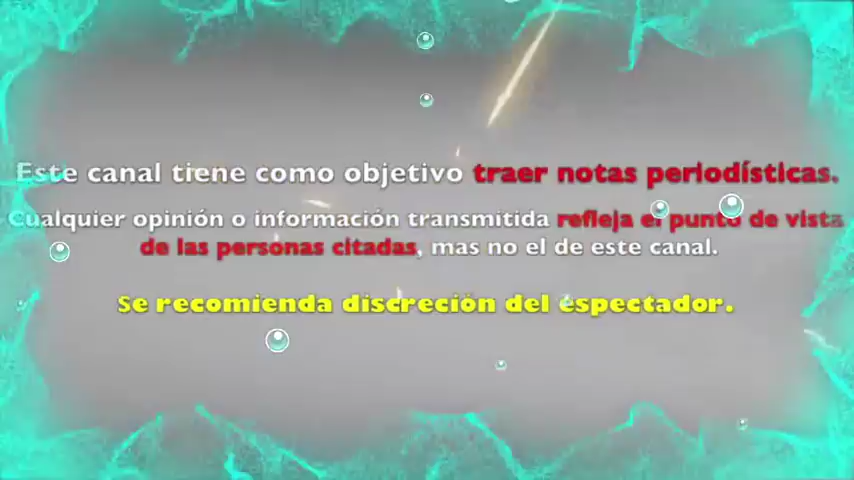 Este canal tiene como objetivo traer notas periodísticas.
Cualquier opinión o información transmitida refleja el punto de vista
de las personas citadas, mas no el de este canal.
Se recomienda discreción del espectador.